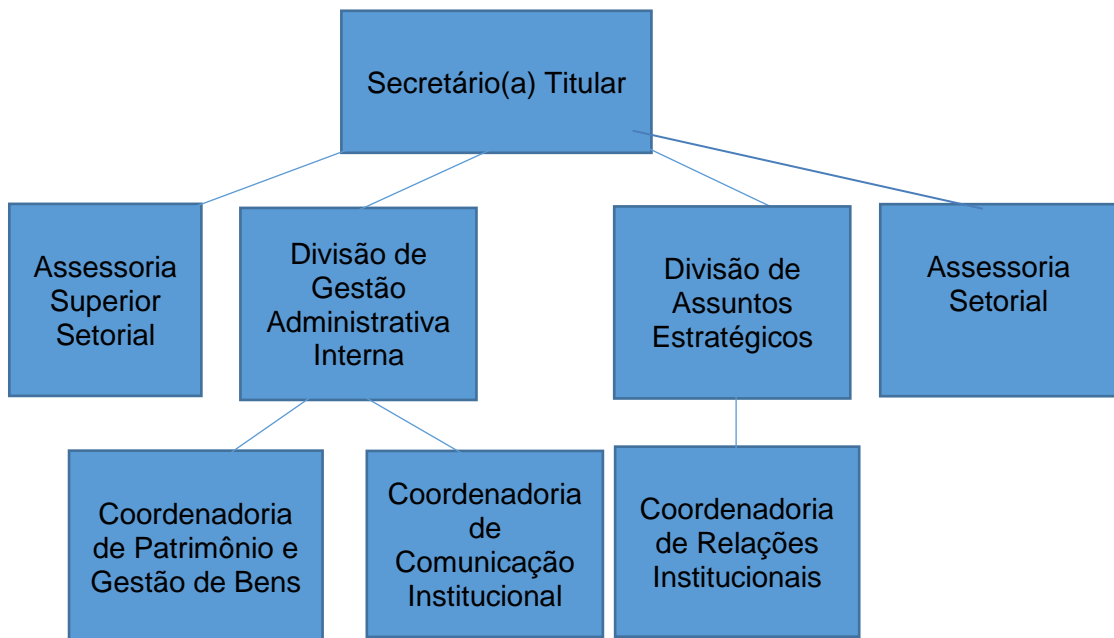 Secretário(a) Titular
Assessoria
Superior
Setorial
Divisão de
Gestão
Administrativa
Interna
Divisão de
Assuntos
Estratégicos
Assessoria
Setorial
Coordenadoria
de Patrimônio e
Gestão de Bens
Coordenadoria
de
Comunicação
Institucional
Coordenadoria
de Relações
Institucionais